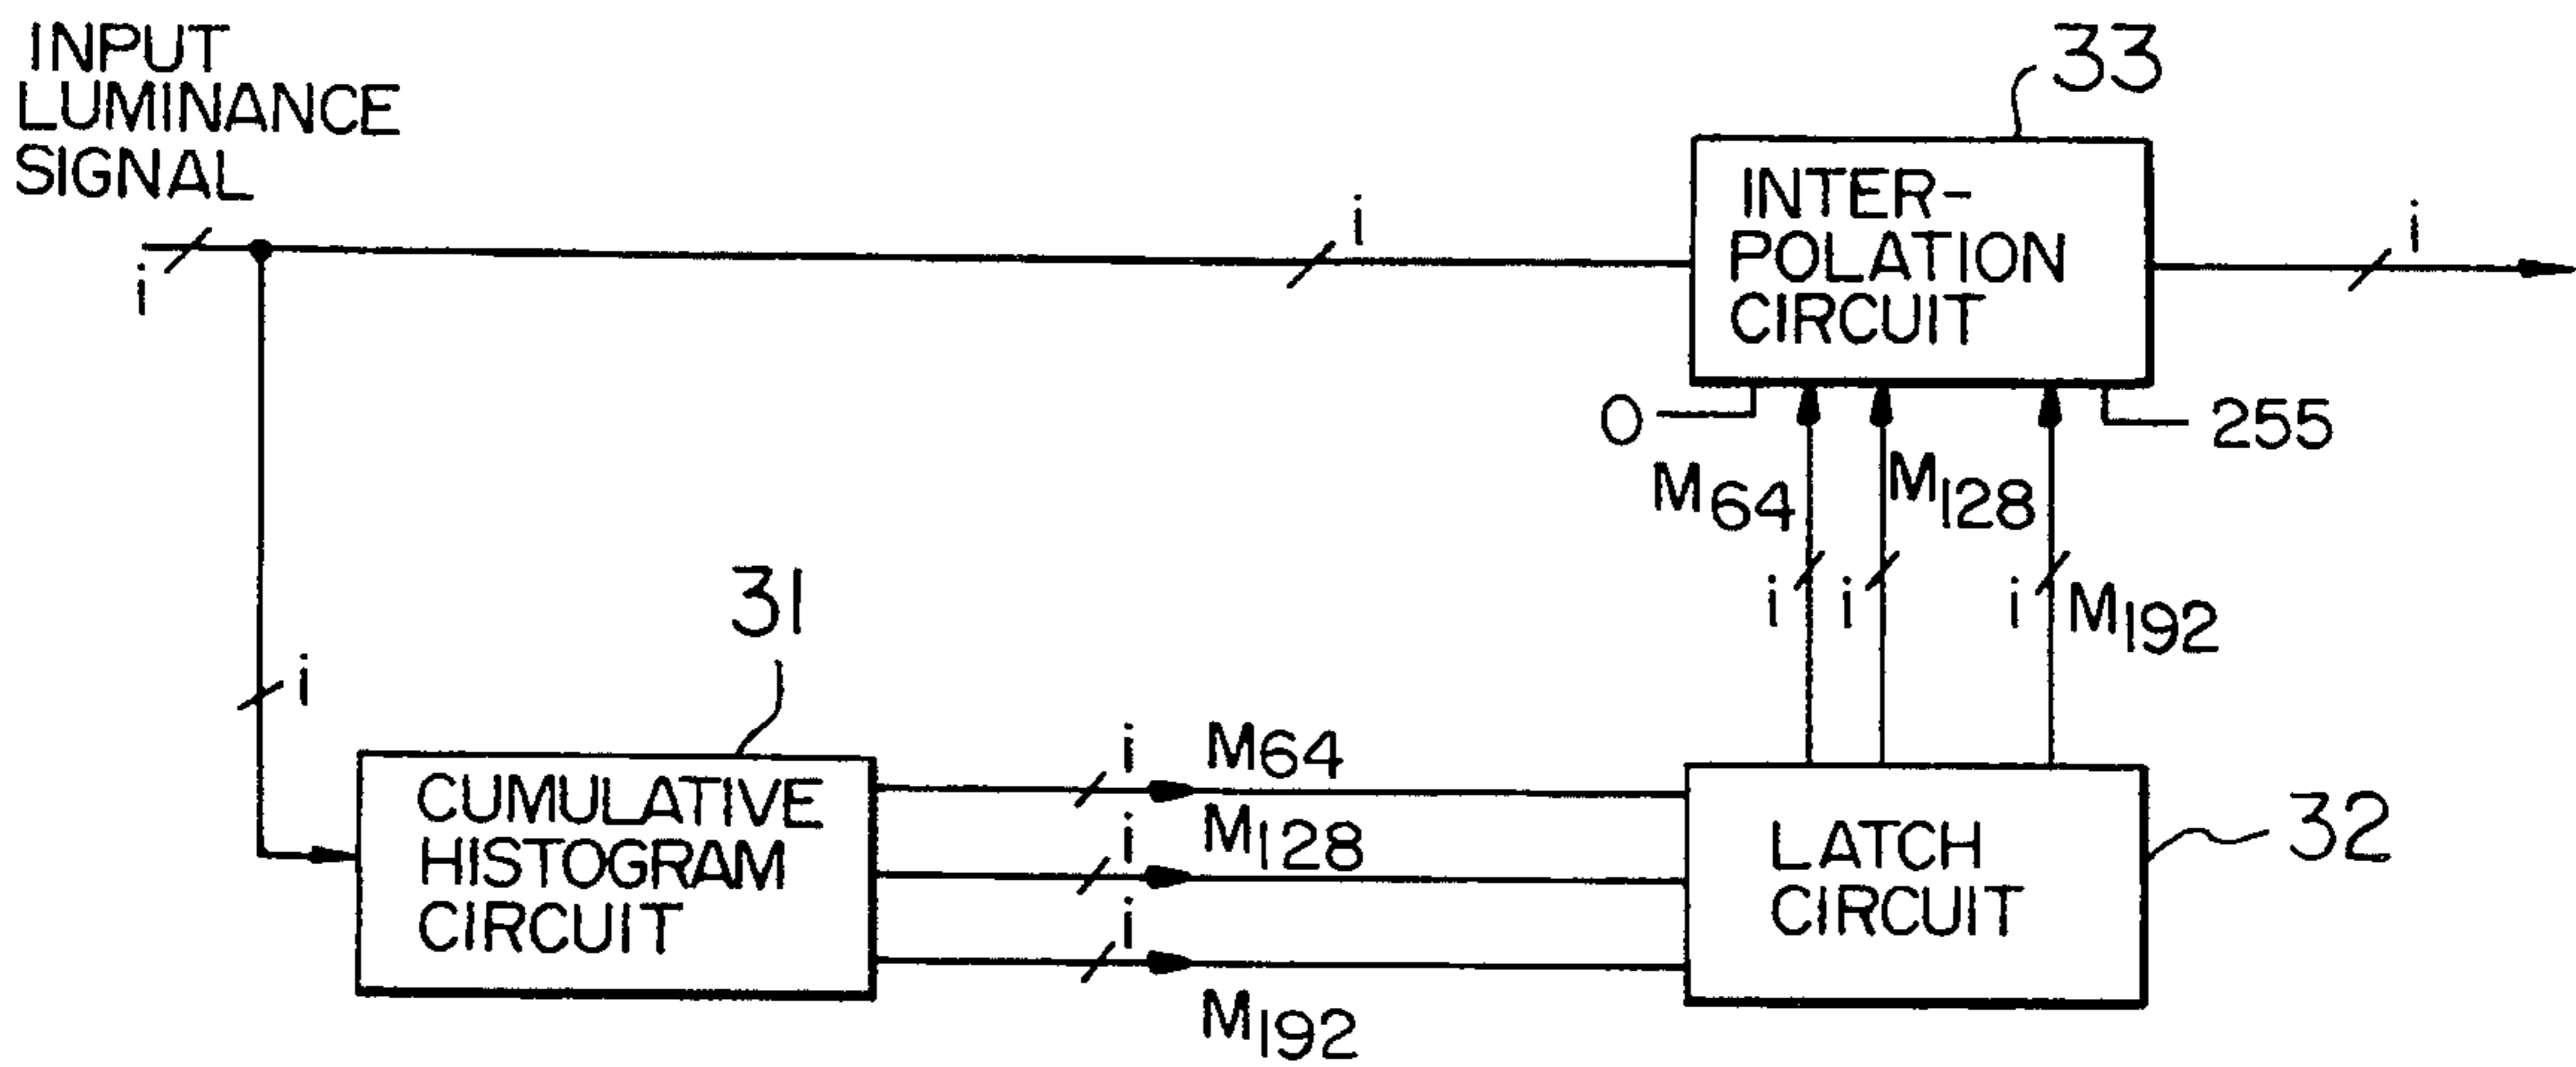 INPUT
LUMINANCE
SIGNAL
i
i
33
INTER-
POLATION
CIRCUIT
i
0
255
M64
M128
i
i
i
M192
i
31
CUMULATIVE
HISTOGRAM
CIRCUIT
i
M64
i
M128
i
M192
LATCH
CIRCUIT
32